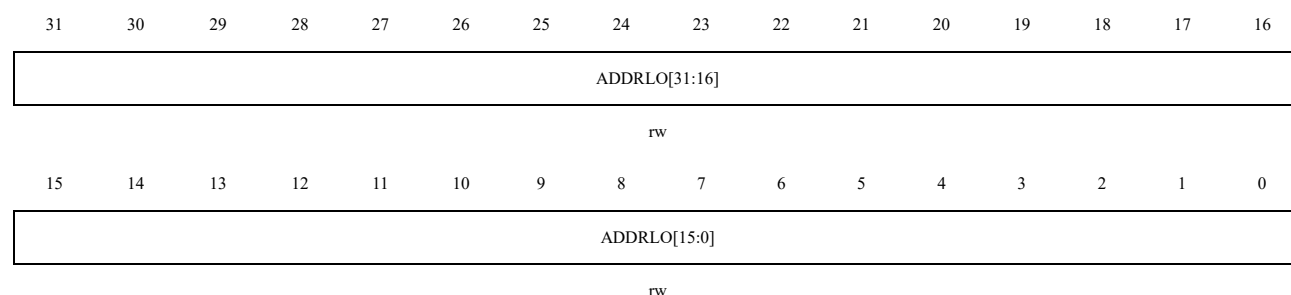 31 30 29 28 27 26 25 24 23 22 21 20 19 18 17 16
ADDRLO[31:16]
rw
15 14 13 12 11 10 9 8 7 6 5 4 3 2 1 0
ADDRLO[15:0]
rw